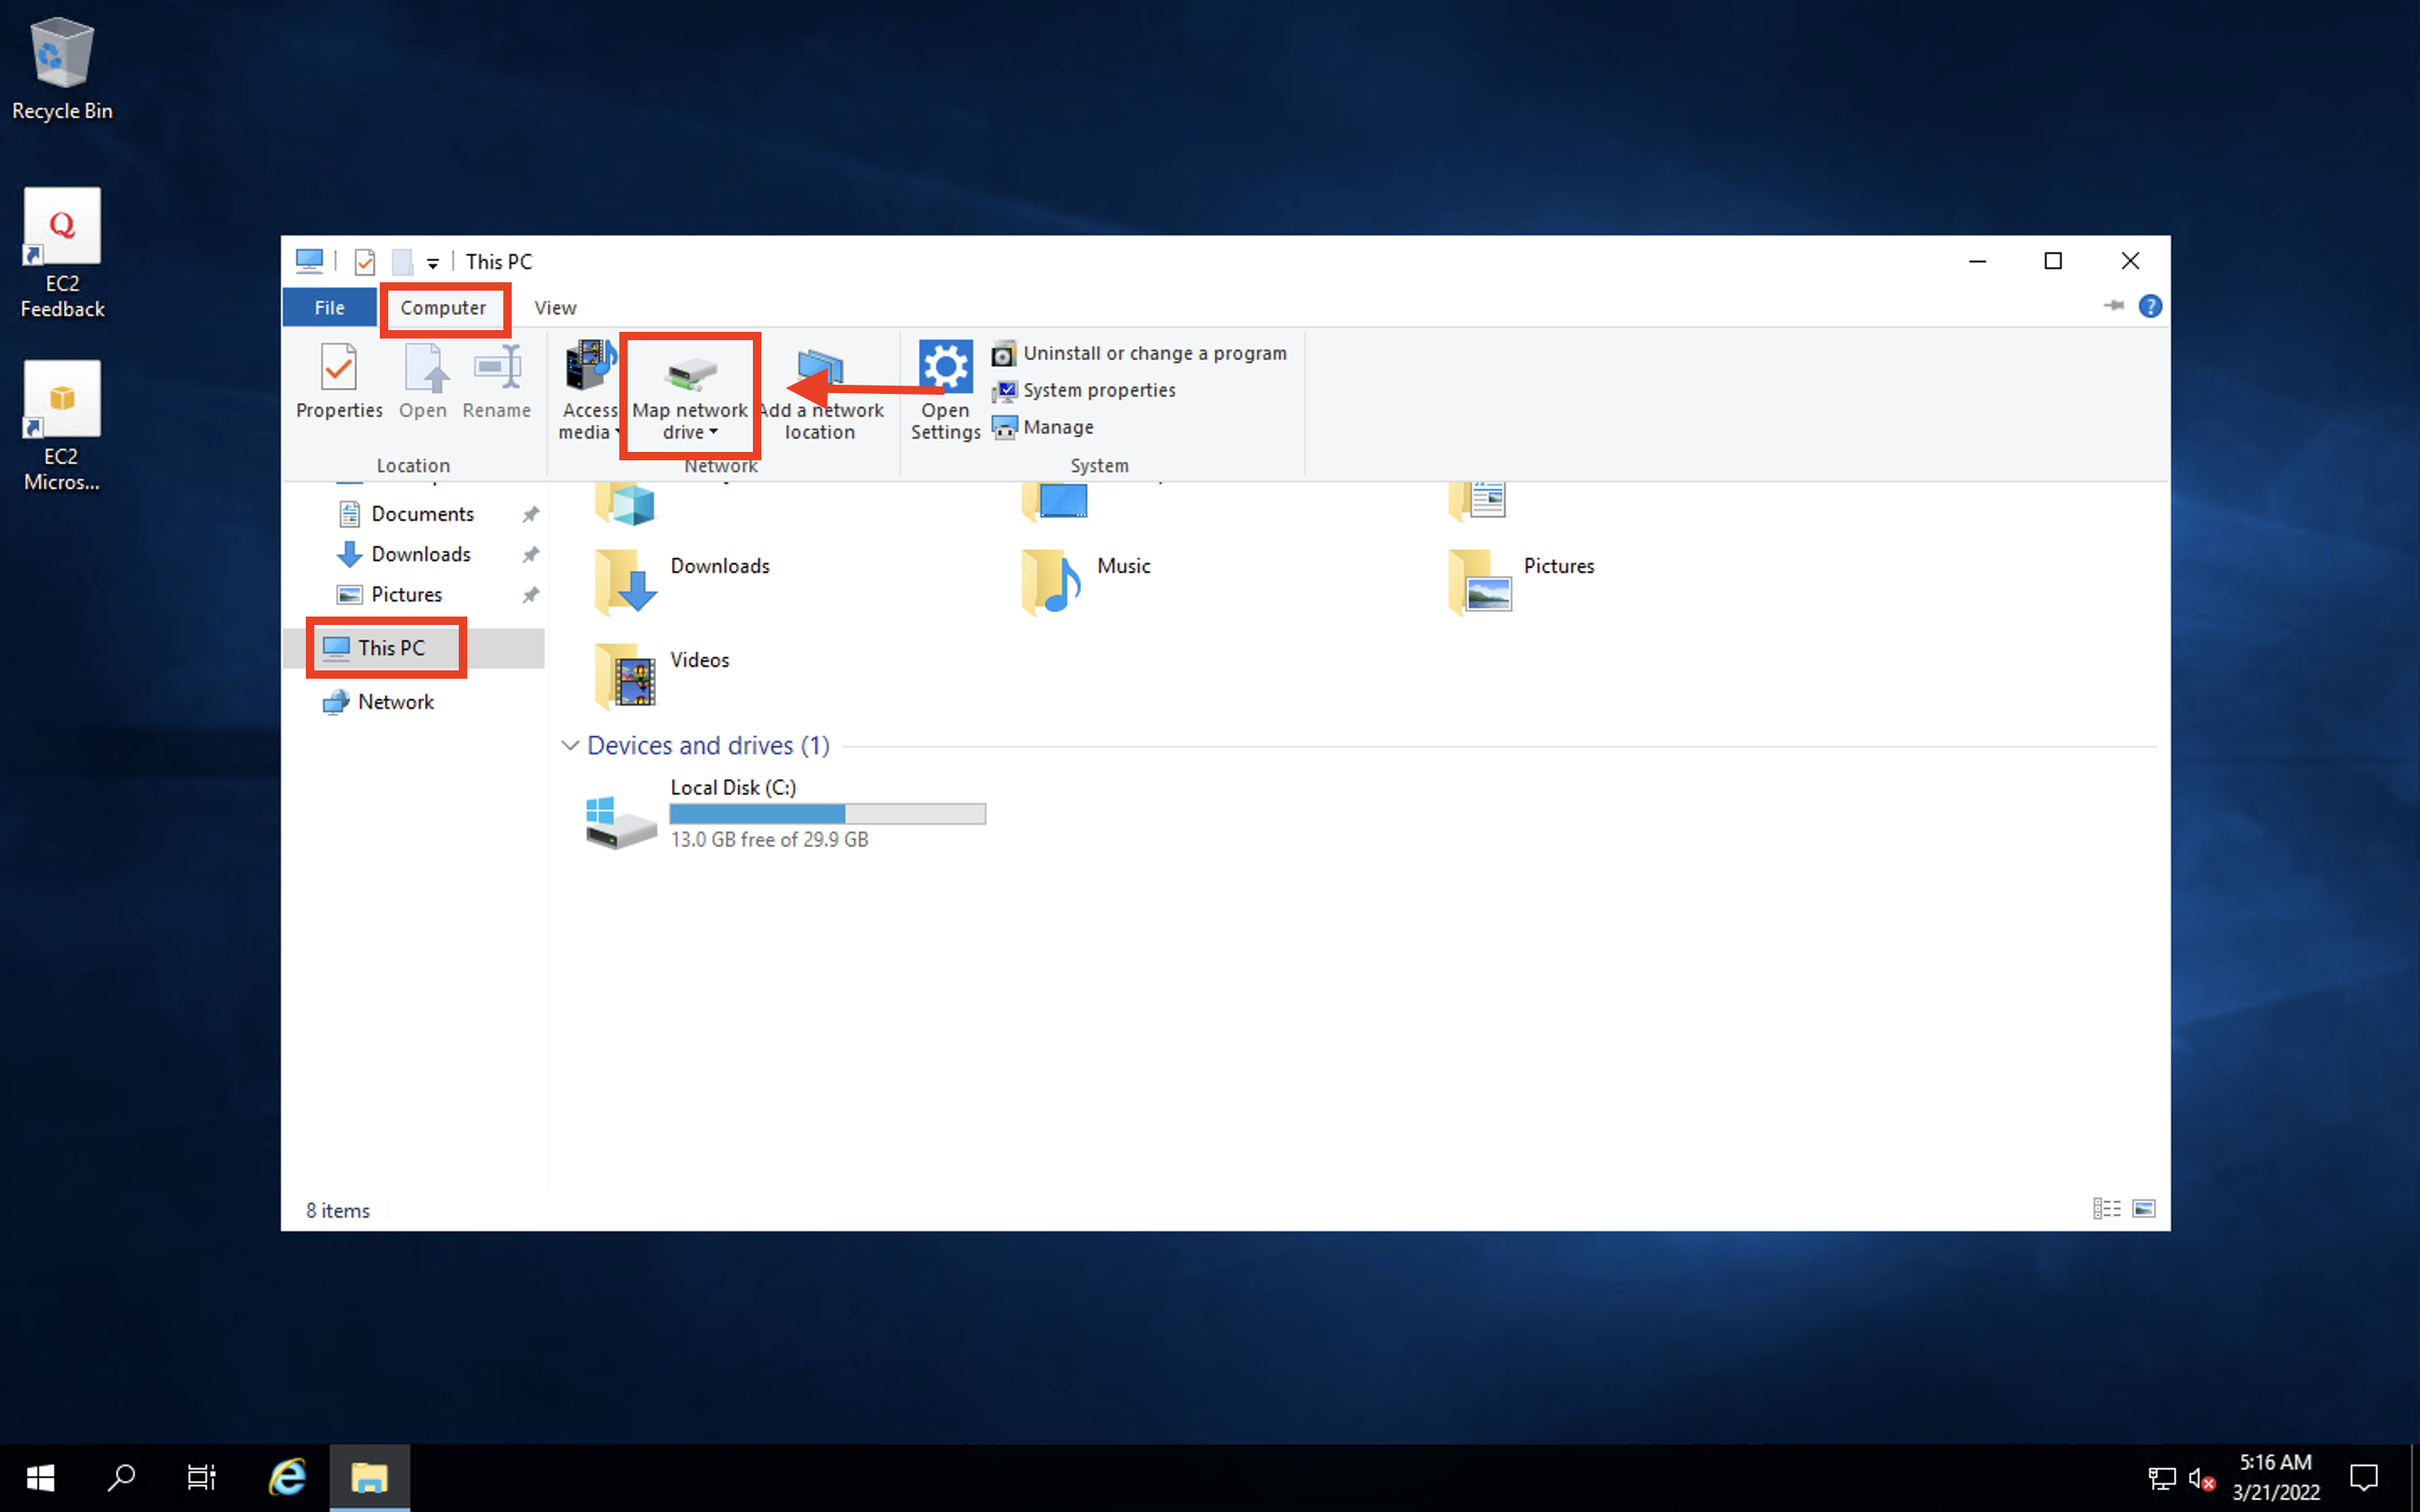 Recycle Bin
Q
EC2
Feedback
EC2
Micros...
This PC
File
Computer
View
?
Properties
Open
Rename
Access
media
Map network
drive
Add a network
location
Open
Settings
Uninstall or change a program
System properties
Manage
Location
Network
System
Documents
Downloads
Pictures
This PC
Network
Downloads
Music
Pictures
Videos
Devices and drives (1)
Local Disk (C:)
13.0 GB free of 29.9 GB
8 items
5:16 AM
3/21/2022